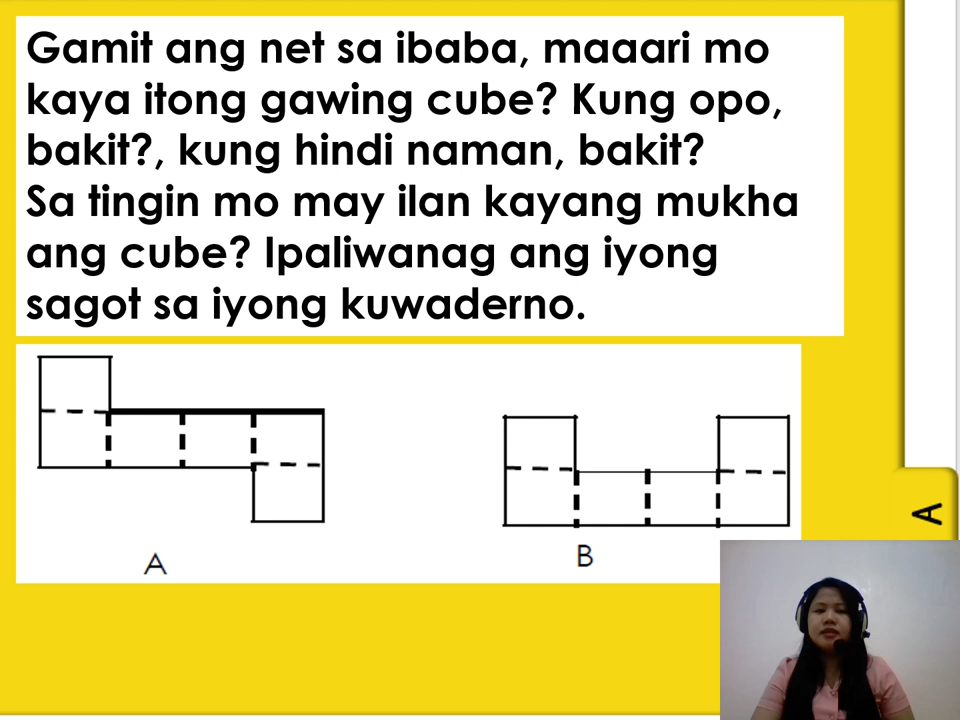 Gamit ang net sa ibaba, maaari mo
kaya itong gawing cube? Kung opo,
bakit?, kung hindi naman, bakit?
Sa tingin mo may ilan kayang mukha
ang cube? Ipaliwanag ang iyong
sagot sa iyong kuwaderno.
A
B
A